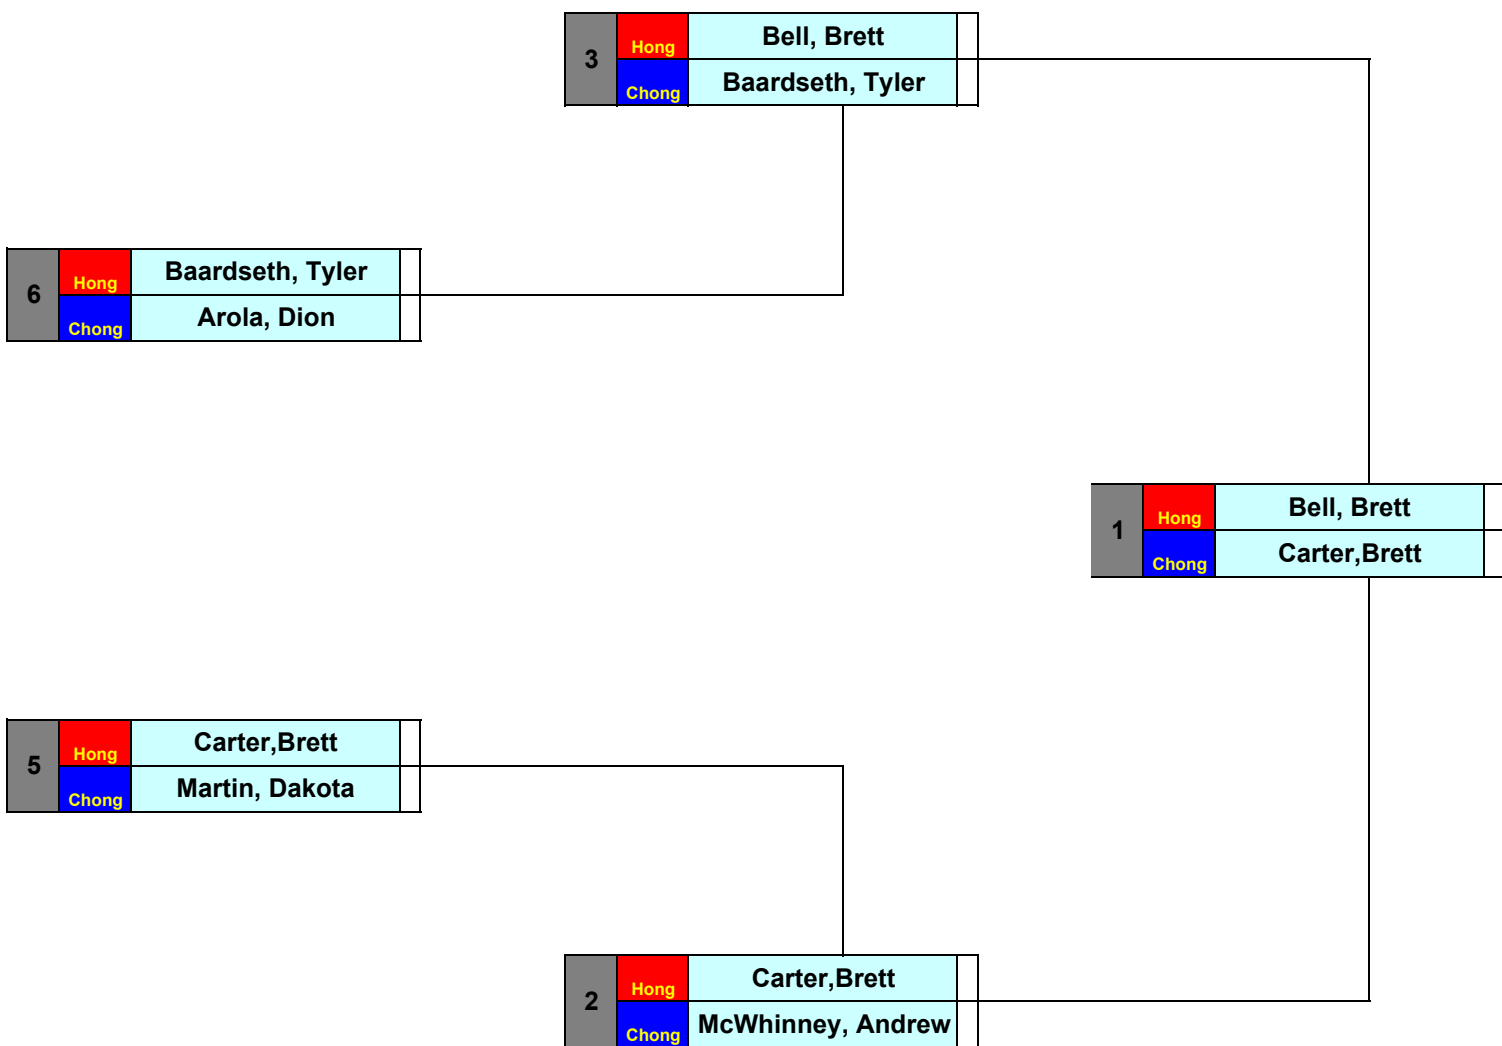 3
Hong
Bell, Brett
Chong
Baardseth, Tyler
6
Hong
Baardseth, Tyler
Chong
Arola, Dion
1
Hong
Bell, Brett
Chong
Carter,Brett
5
Hong
Carter,Brett
Chong
Martin, Dakota
2
Hong
Carter,Brett
Chong
McWhinney, Andrew